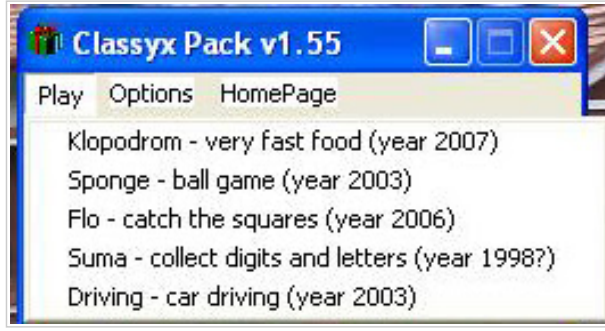 Classyx Pack v1.55
Play Options HomePage
Klopodrom - very fast food (year 2007)
Sponge - ball game (year 2003)
Flo - catch the squares (year 2006)
Suma - collect digits and letters (year 1998?)
Driving - car driving (year 2003)